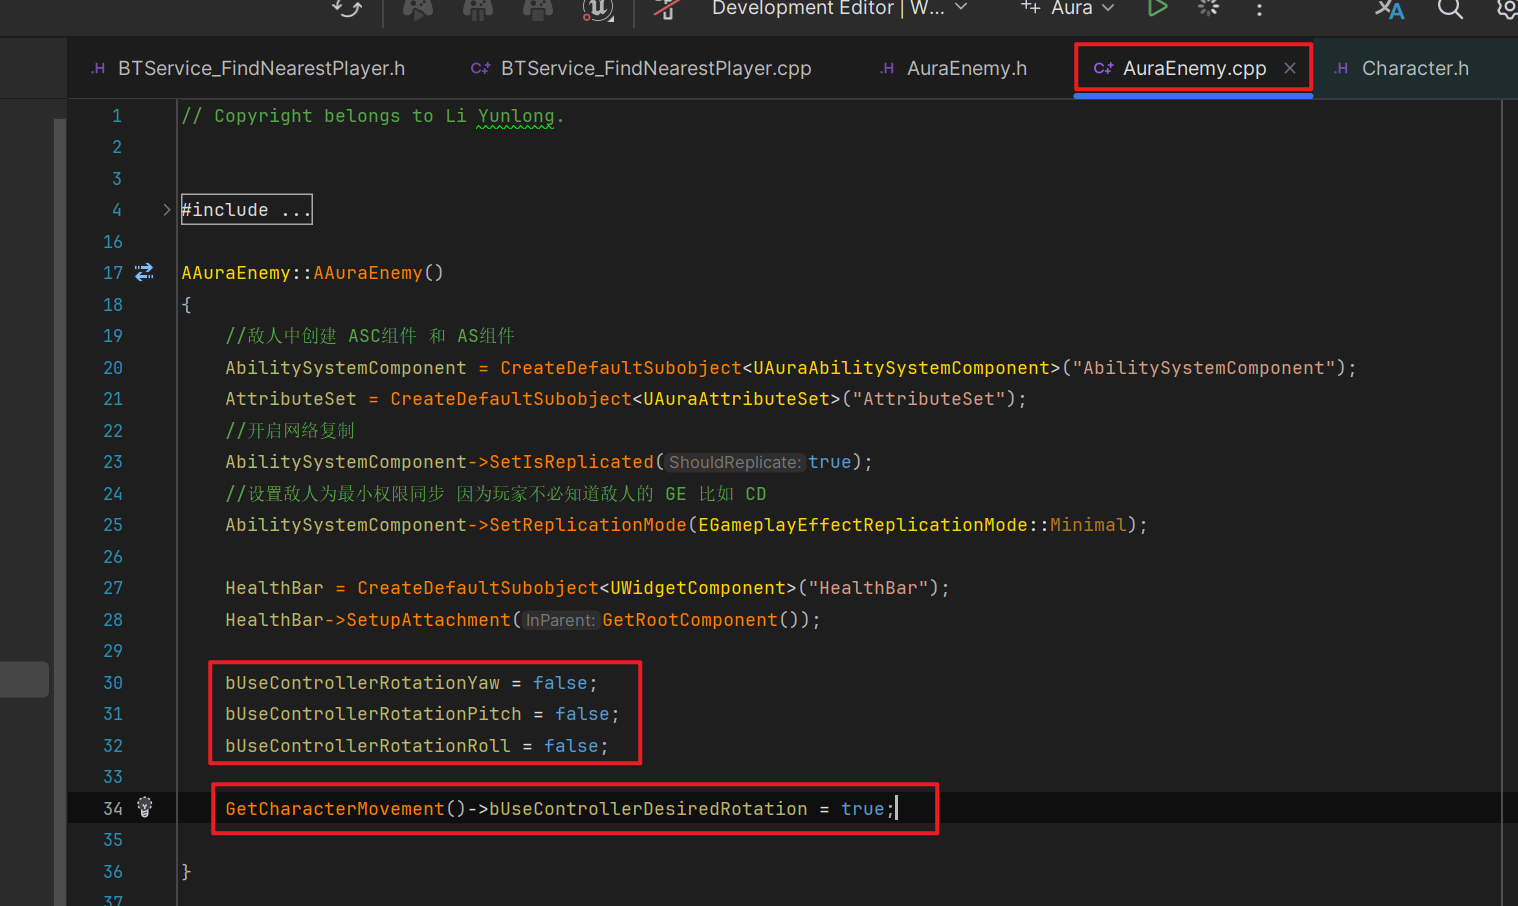 Development Editor | W...
Aura
BTService_FindNearestPlayer.h
BTService_FindNearestPlayer.cpp
AuraEnemy.h
AuraEnemy.cpp
Character.h
1 // Copyright belongs to Li Yunlong.
2
3
4 #include ...
16
17 AAuraEnemy::AAuraEnemy()
18 {
19 //敌人中创建 ASC组件 和 AS组件
20 AbilitySystemComponent = CreateDefaultSubobject<UAuraAbilitySystemComponent>("AbilitySystemComponent");
21 AttributeSet = CreateDefaultSubobject<UAuraAttributeSet>("AttributeSet");
22 //开启网络复制
23 AbilitySystemComponent->SetIsReplicated(ShouldReplicate:true);
24 //设置敌人为最小权限同步 因为玩家不必知道敌人的 GE 比如 CD
25 AbilitySystemComponent->SetReplicationMode(EGameplayEffectReplicationMode::Minimal);
26
27 HealthBar = CreateDefaultSubobject<UWidgetComponent>("HealthBar");
28 HealthBar->SetupAttachment(InParent:GetRootComponent());
29
30 bUseControllerRotationYaw = false;
31 bUseControllerRotationPitch = false;
32 bUseControllerRotationRoll = false;
33
34 GetCharacterMovement()->bUseControllerDesiredRotation = true;
35
36 }
37